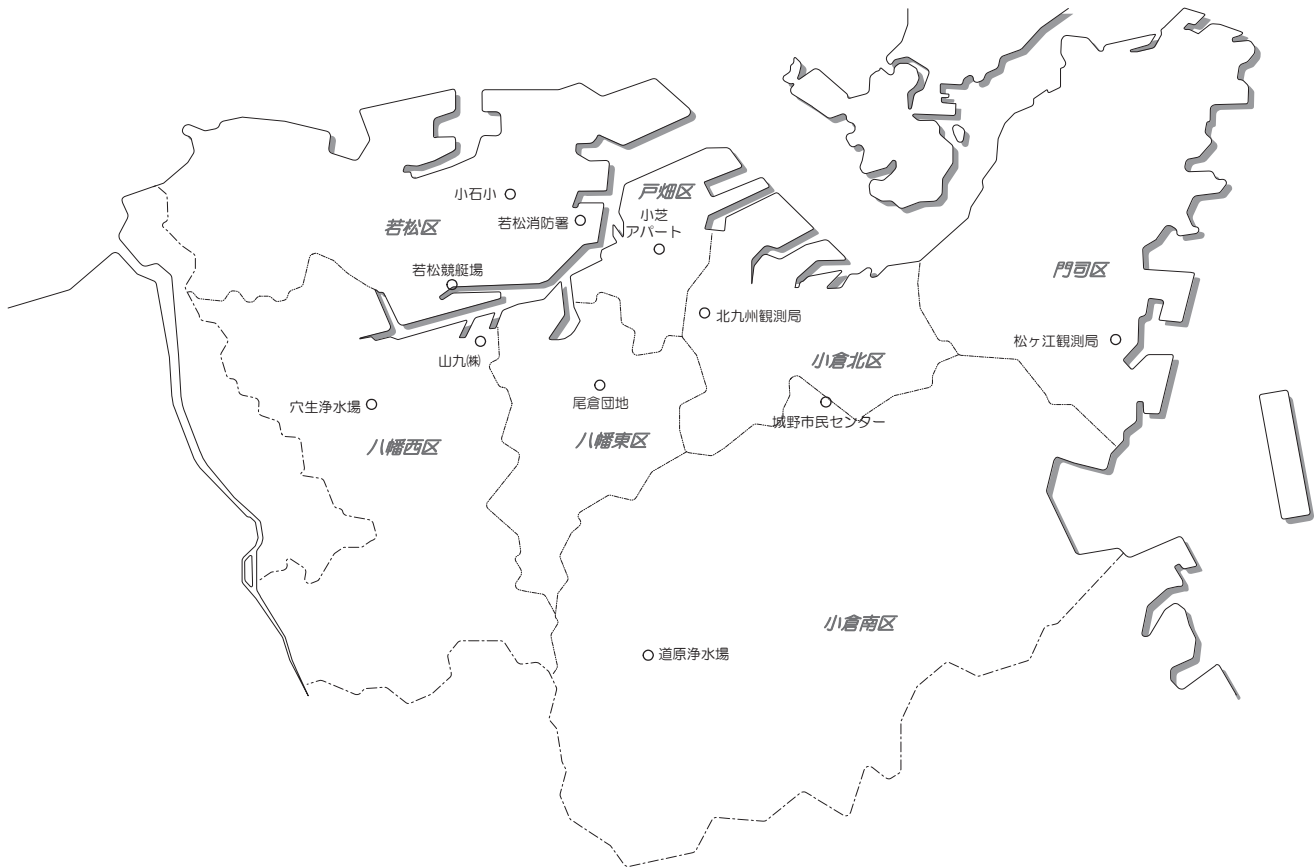 戸畑区
小石小
小芝
アパート
若松消防署
若松区
若松競艇場
門司区
北九州観測局
松ヶ江観測局
山九㈱
小倉北区
尾倉団地
穴生浄水場
城野市民センター
八幡東区
八幡西区
小倉南区
道原浄水場